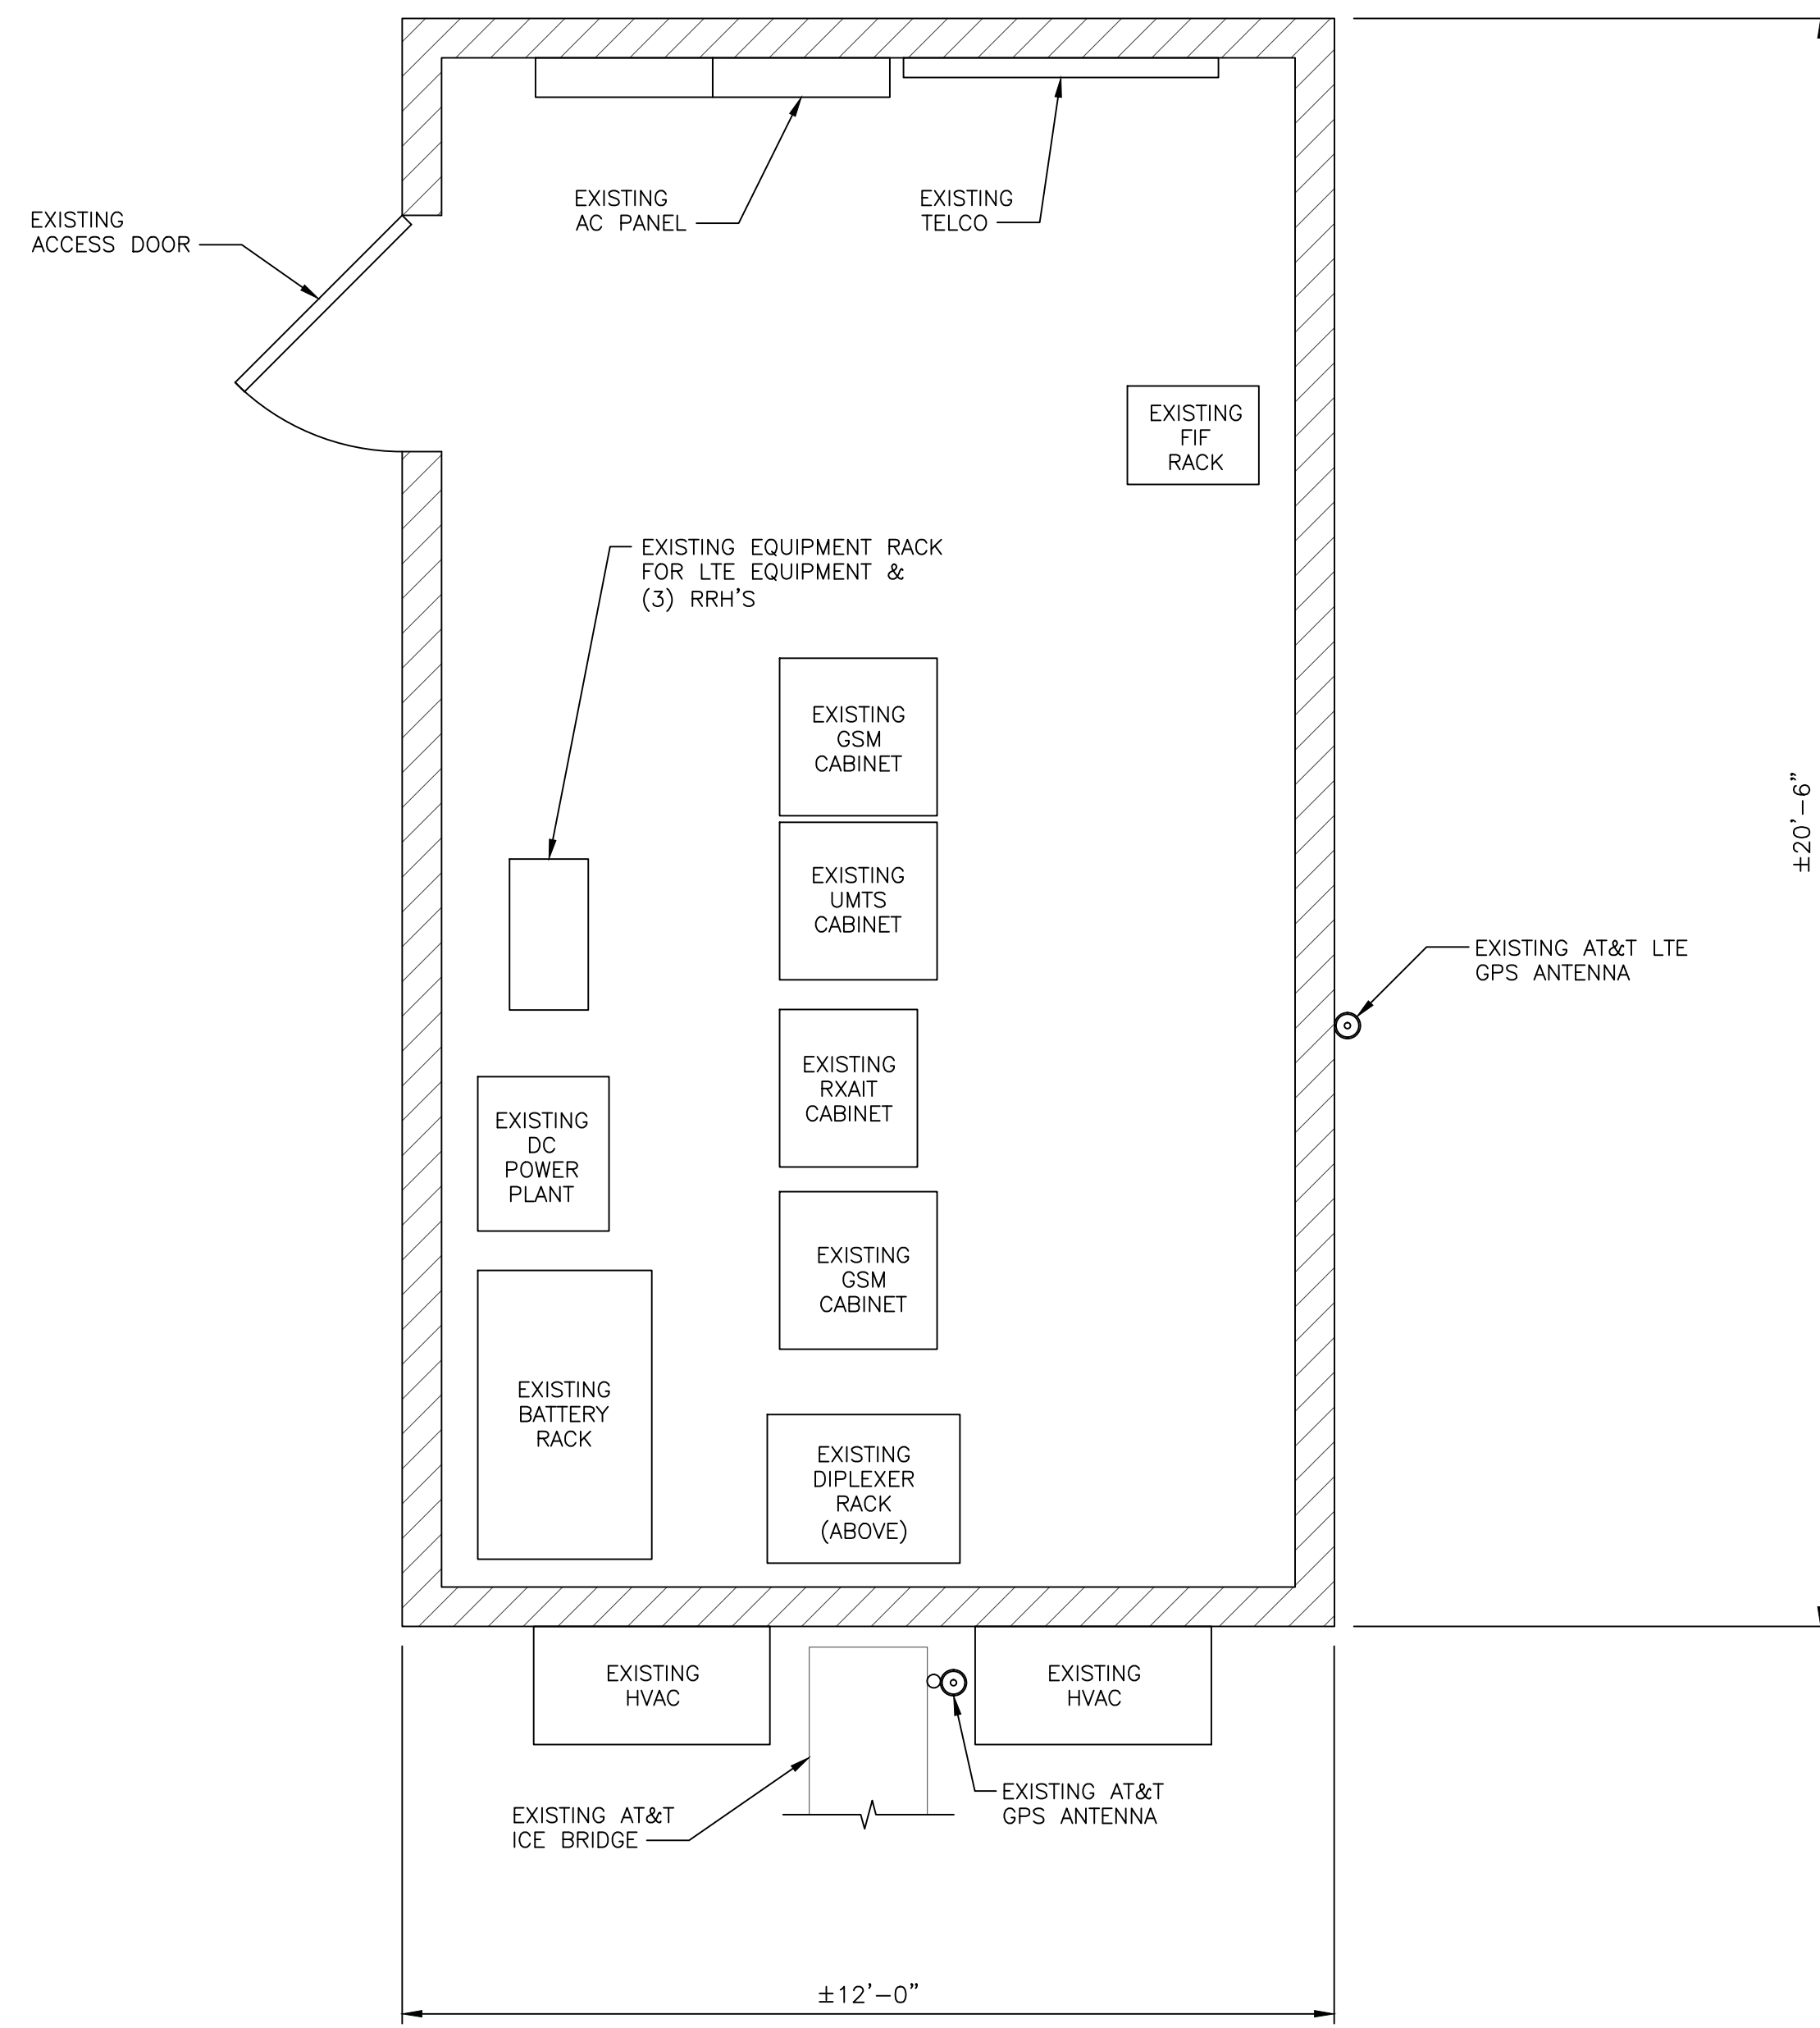 EXISTING
AC PANEL
EXISTING
TELCO
EXISTING
ACCESS DOOR
EXISTING
FIF
RACK
EXISTING EQUIPMENT RACK
FOR LTE EQUIPMENT &
(3) RRH'S
EXISTING
GSM
CABINET
±20'-6"
EXISTING
UMTS
CABINET
EXISTING AT&T LTE
GPS ANTENNA
EXISTING
RXAIT
CABINET
EXISTING
DC
POWER
PLANT
EXISTING
GSM
CABINET
EXISTING
BATTERY
RACK
EXISTING
DIPLEXER
RACK
(ABOVE)
EXISTING
HVAC
EXISTING
HVAC
EXISTING AT&T
GPS ANTENNA
EXISTING AT&T
ICE BRIDGE
±12'-0"